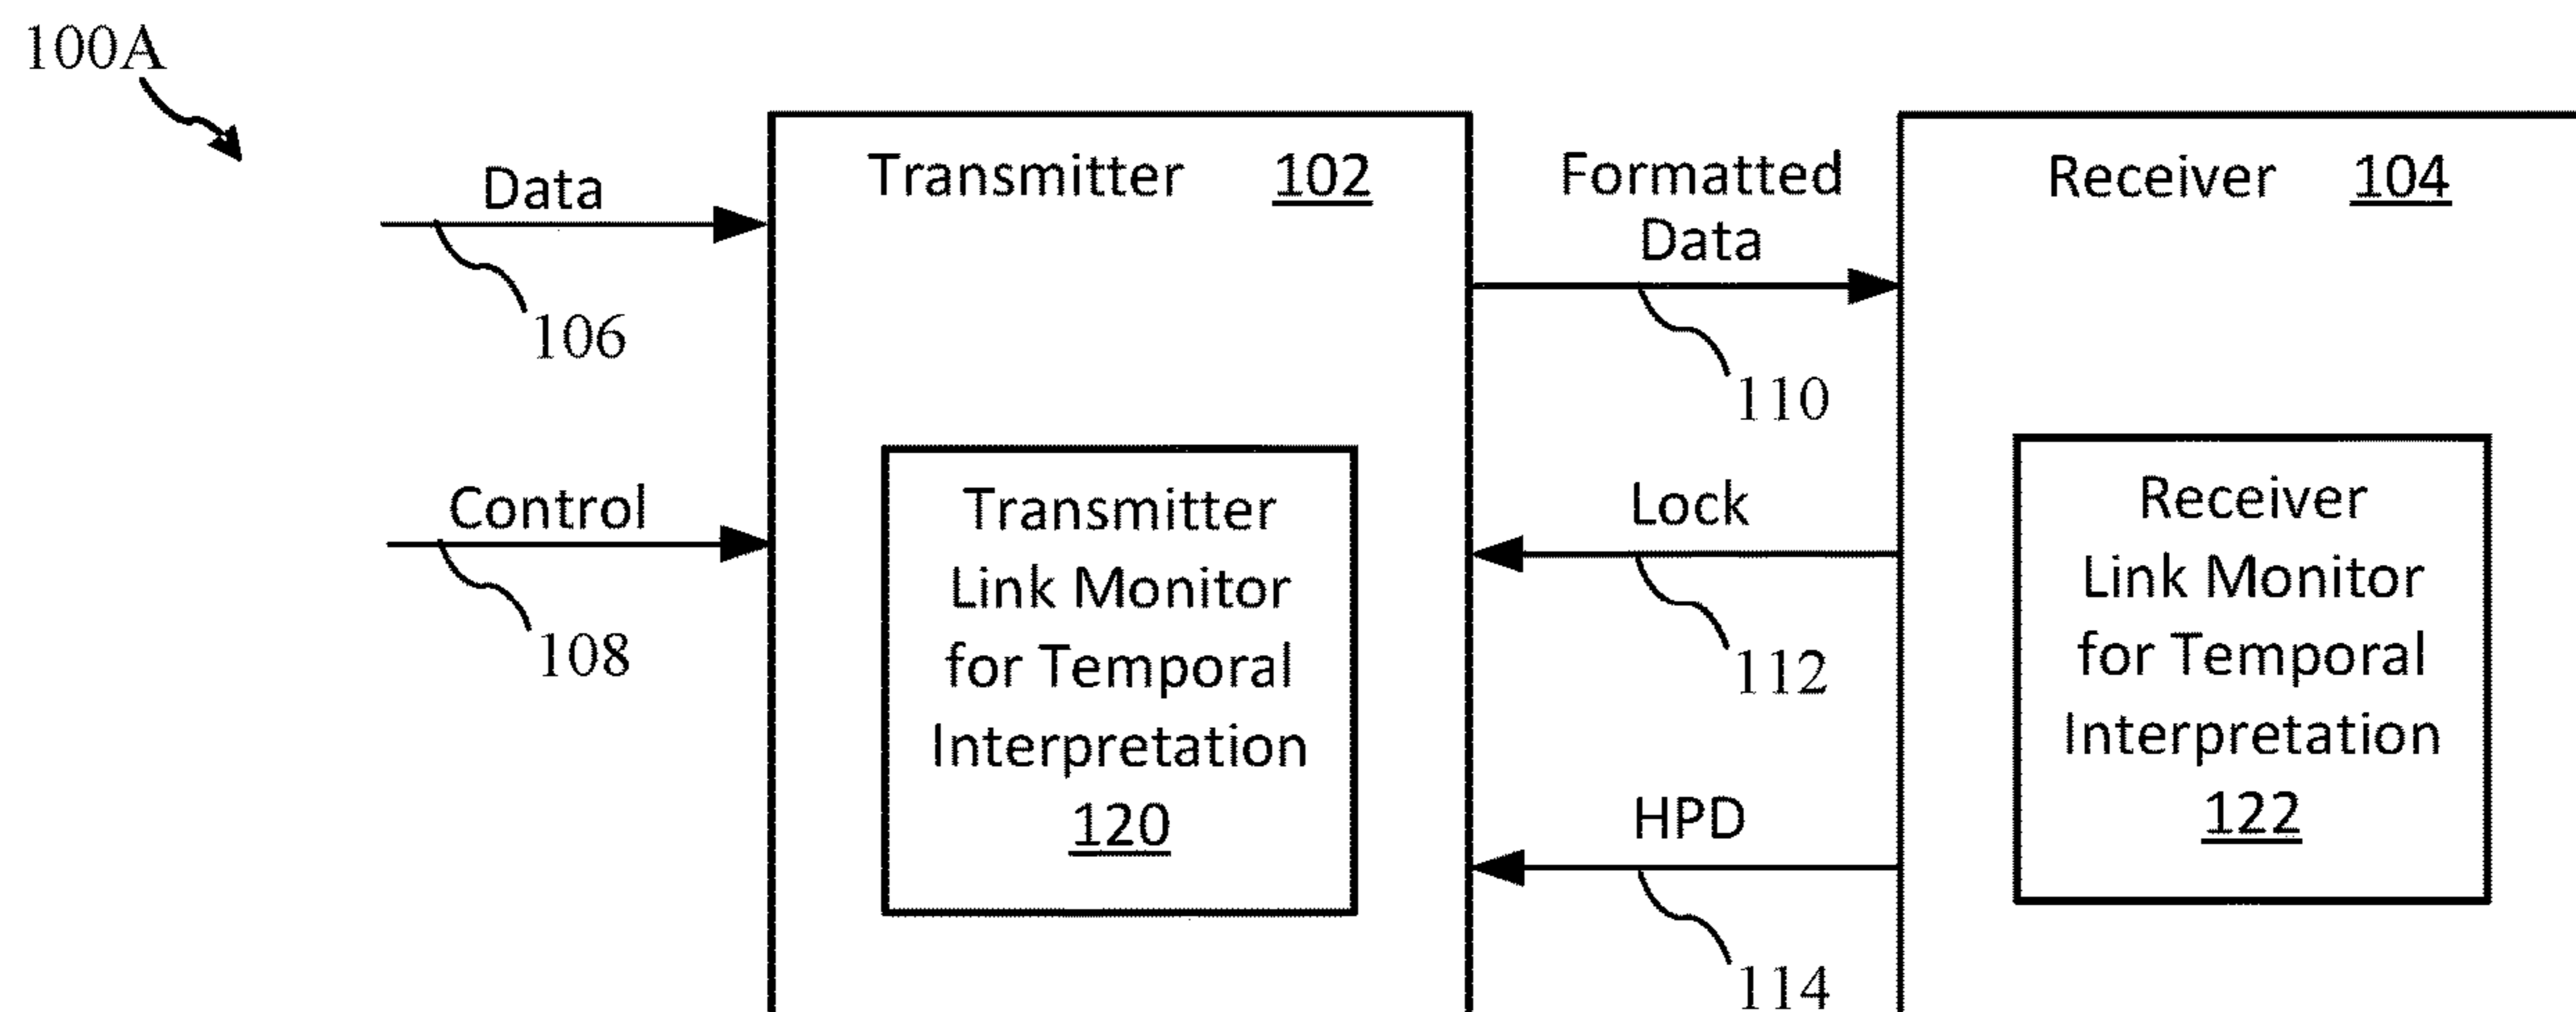 100A
Data
106
Control
108
Transmitter 102
Transmitter
Link Monitor
for Temporal
Interpretation
120
Formatted
Data
110
Lock
112
HPD
114
Receiver 104
Receiver
Link Monitor
for Temporal
Interpretation
122